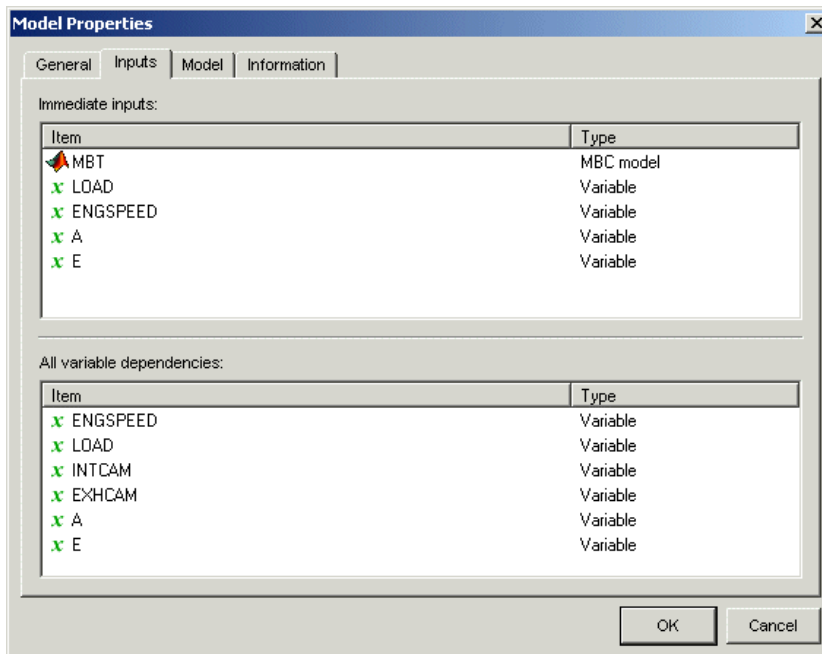 Model Properties
General Inputs Model Information
Immediate inputs:
Item Type
MBT MBC model
x LOAD Variable
x ENGSPEED Variable
x A Variable
x E Variable
All variable dependencies:
Item Type
x ENGSPEED Variable
x LOAD Variable
x INTCAM Variable
x EXHCAM Variable
x A Variable
x E Variable
OK Cancel